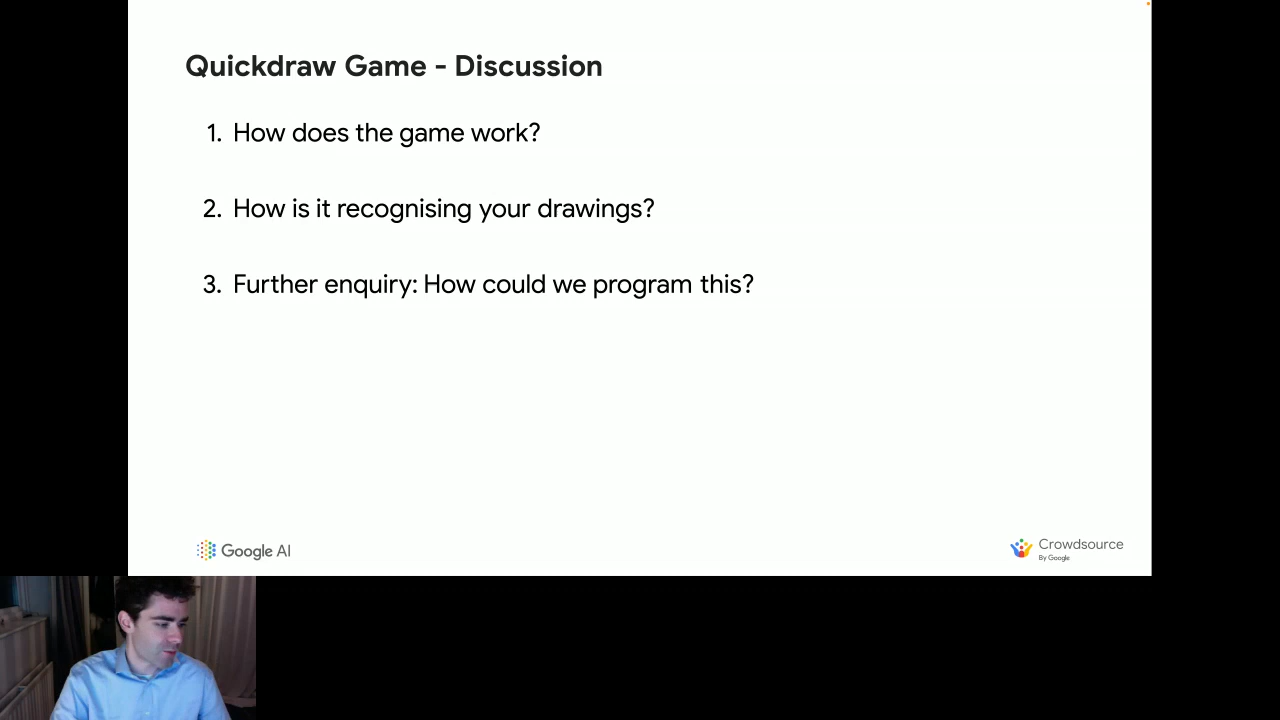 Quickdraw Game - Discussion
1. How does the game work?
2. How is it recognising your drawings?
3. Further enquiry: How could we program this?
Google AI
Crowdsource
By Google